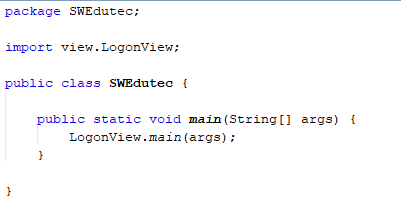 package SWEdutec;
import view.LogonView;
public class SWEdutec {
public static void main(String[] args) {
LogonView.main(args);
}
}